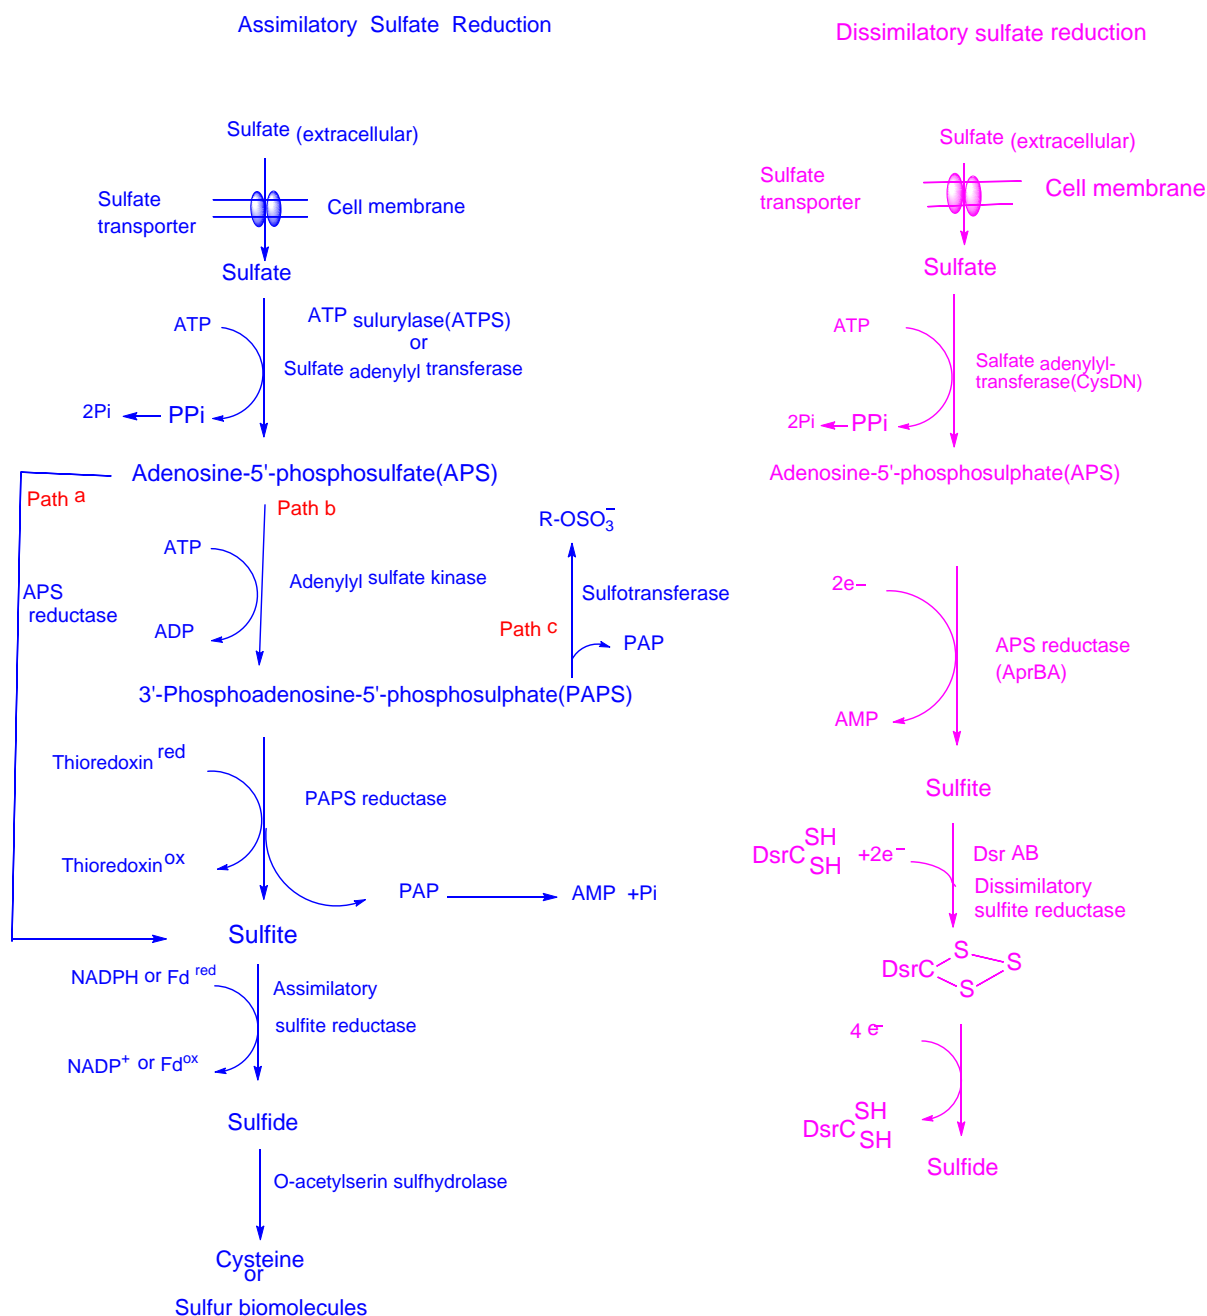 Assimilatory Sulfate Reduction
Sulfate (extracellular)
Sulfate
transporter
Cell membrane
Sulfate
ATP
ATP sulurylase(ATPS)
or
Sulfate adenylyl transferase
2Pi
PPi
Adenosine-5'-phosphosulfate(APS)
Path a
Path b
APS
reductase
ATP
Adenylyl sulfate kinase
ADP
R-OSO3−
Sulfotransferase
Path c
PAP
3'-Phosphoadenosine-5'-phosphosulphate(PAPS)
Thioredoxin red
PAPS reductase
Thioredoxin ox
PAP
AMP +Pi
Sulfite
NADPH or Fd red
Assimilatory
sulfite reductase
NADP+ or Fd ox
Sulfide
O-acetylserin sulfhydrolase
Cysteine
or
Sulfur biomolecules
Dissimilatory sulfate reduction
Sulfate (extracellular)
Sulfate
transporter
Cell membrane
Sulfate
ATP
Salfate adenylyl-
transferase(CysDN)
2Pi
PPi
Adenosine-5'-phosphosulphate(APS)
2e−
APS reductase
(AprBA)
AMP
Sulfite
SH
DsrC +2e−
SH
Dsr AB
Dissimilatory
sulfite reductase
S
DsrC S
S
4 e−
SH
DsrC
SH
Sulfide